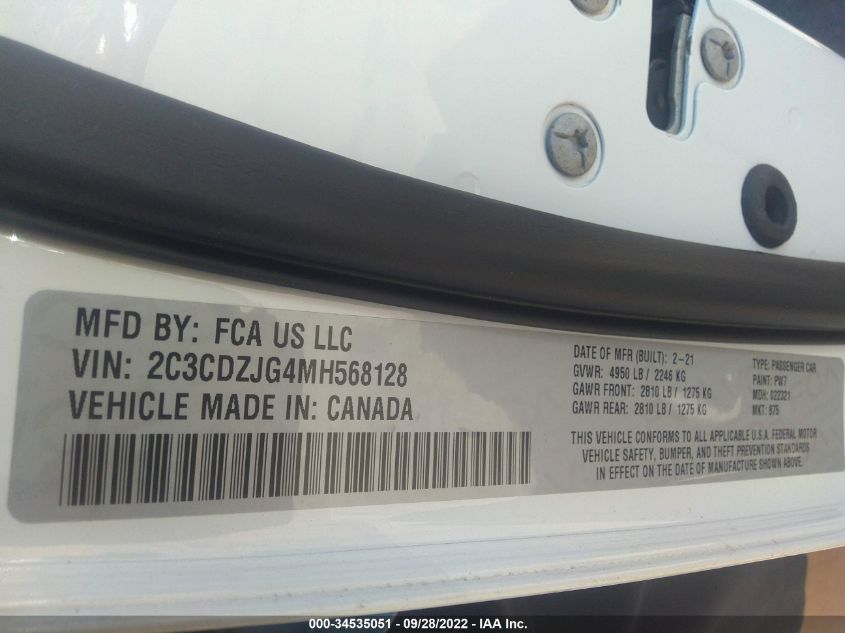 MFD BY: FCA US LLC
VIN: 2C3CDZJG4MH568128
VEHICLE MADE IN: CANADA
DATE OF MFR (BUILT): 2-21
GVWR: 4950 LB / 2246 KG
GAWR FRONT: 2810 LB / 1275 KG
GAWR REAR: 2810 LB / 1275 KG
TYPE: PASSENGER CAR
PAINT: PW7
MDH: 022321
MKT: 875
THIS VEHICLE CONFORMS TO ALL APPLICABLE U.S.A. FEDERAL MOTOR
VEHICLE SAFETY, BUMPER, AND THEFT PREVENTION STANDARDS
IN EFFECT ON THE DATE OF MANUFACTURE SHOWN ABOVE.
000-34535051 - 09/28/2022 - IAA Inc.